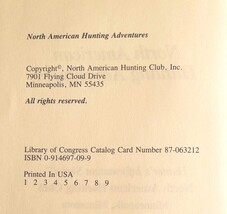 North American Hunting Adventures
Copyright©, North American Hunting Club, Inc.
7901 Flying Cloud Drive
Minneapolis, MN 55435
All rights reserved.
Library of Congress Catalog Card Number 87-063212
ISBN 0-914697-09-9
Printed In USA
1 2 3 4 5 6 7 8 9